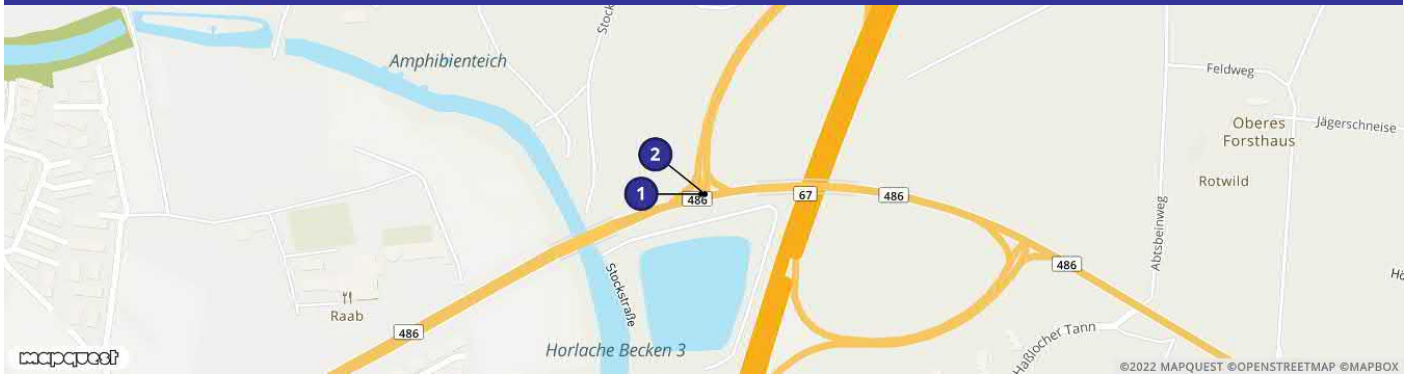 Stock
Amphibienteich
Feldweg
Oberes
Forsthaus
Jägerschneise
2
Rotwild
1
486
67
486
Abtsbeinweg
486
Stockstraße
Raab
486
Haßlocher Tann
Horlache Becken 3
mapquest
©2022 MAPQUEST ©OPENSTREETMAP ©MAPBOX